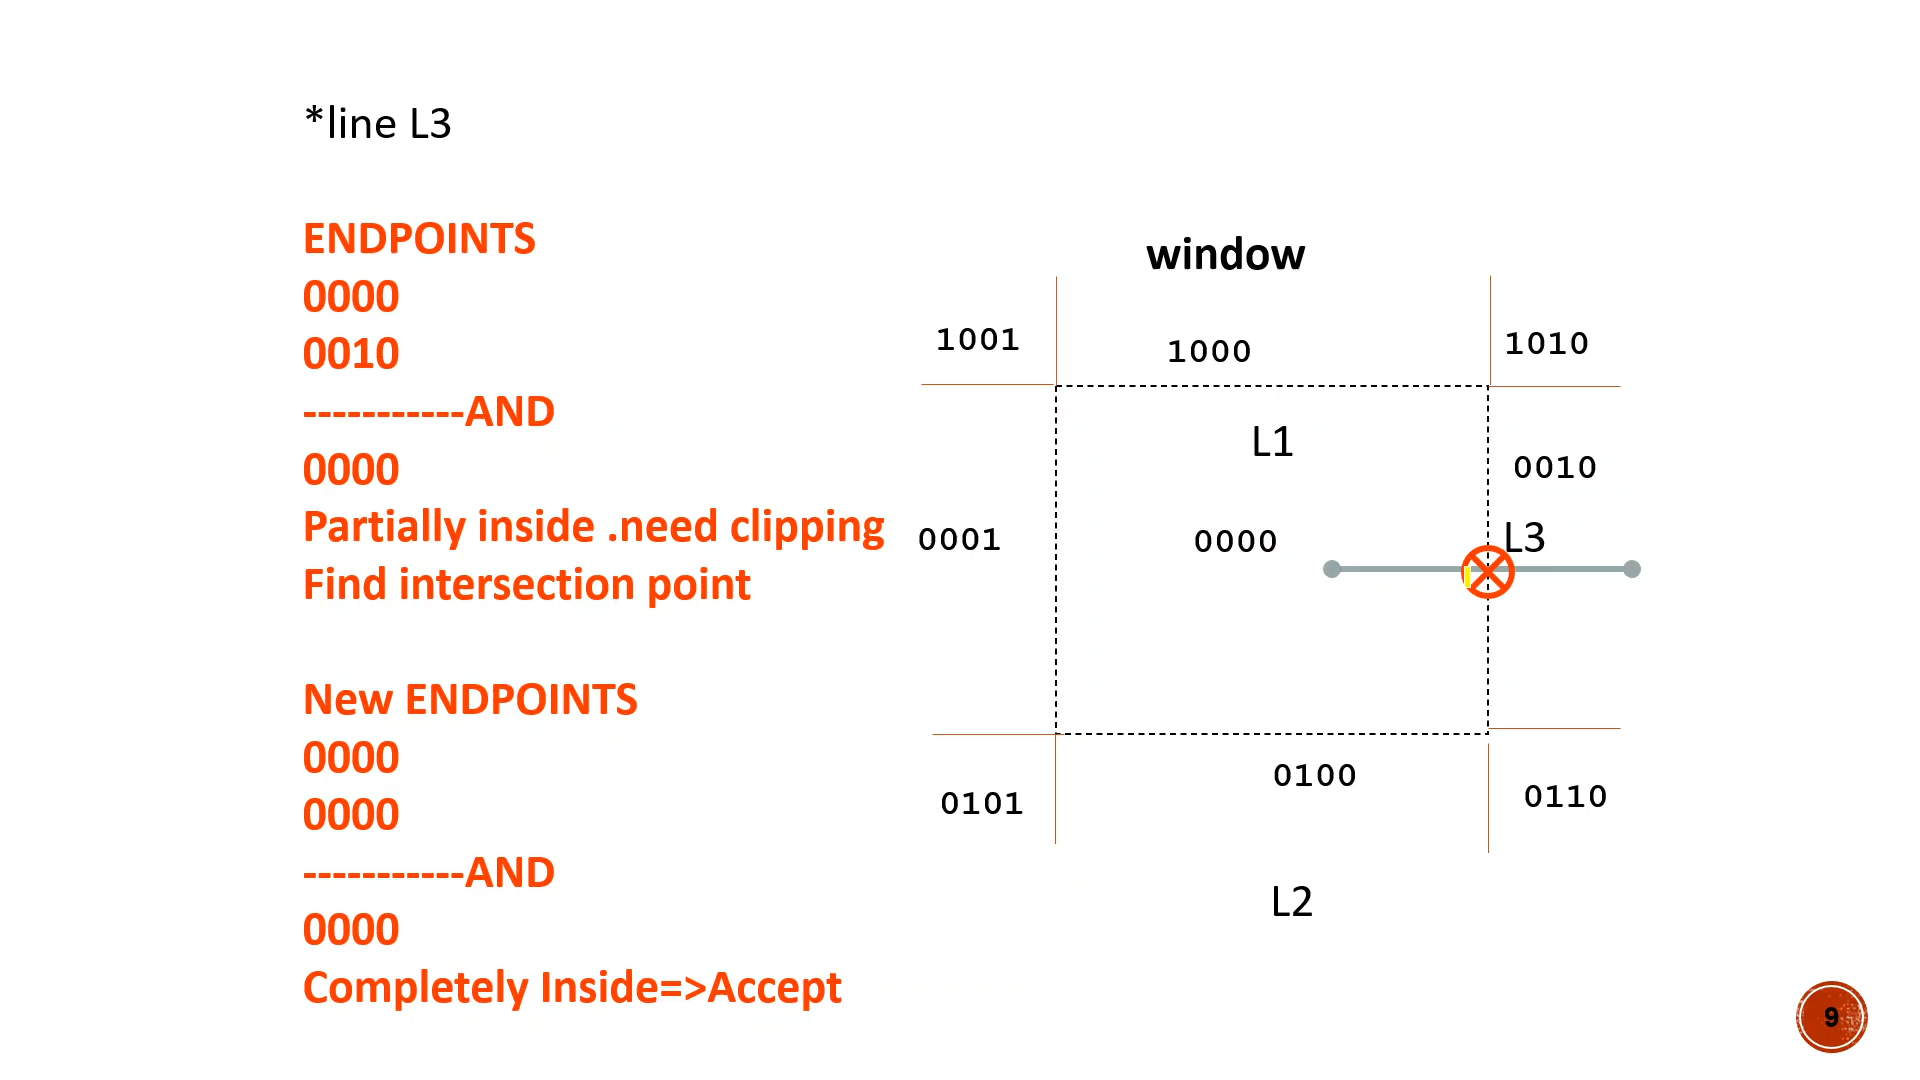 *line L3
ENDPOINTS
0000
0010
-----------AND
0000
Partially inside .need clipping
Find intersection point
New ENDPOINTS
0000
0000
-----------AND
0000
Completely Inside=>Accept
window
1001
1000
1010
L1
0010
0001
0000
L3
0101
0100
0110
L2
9